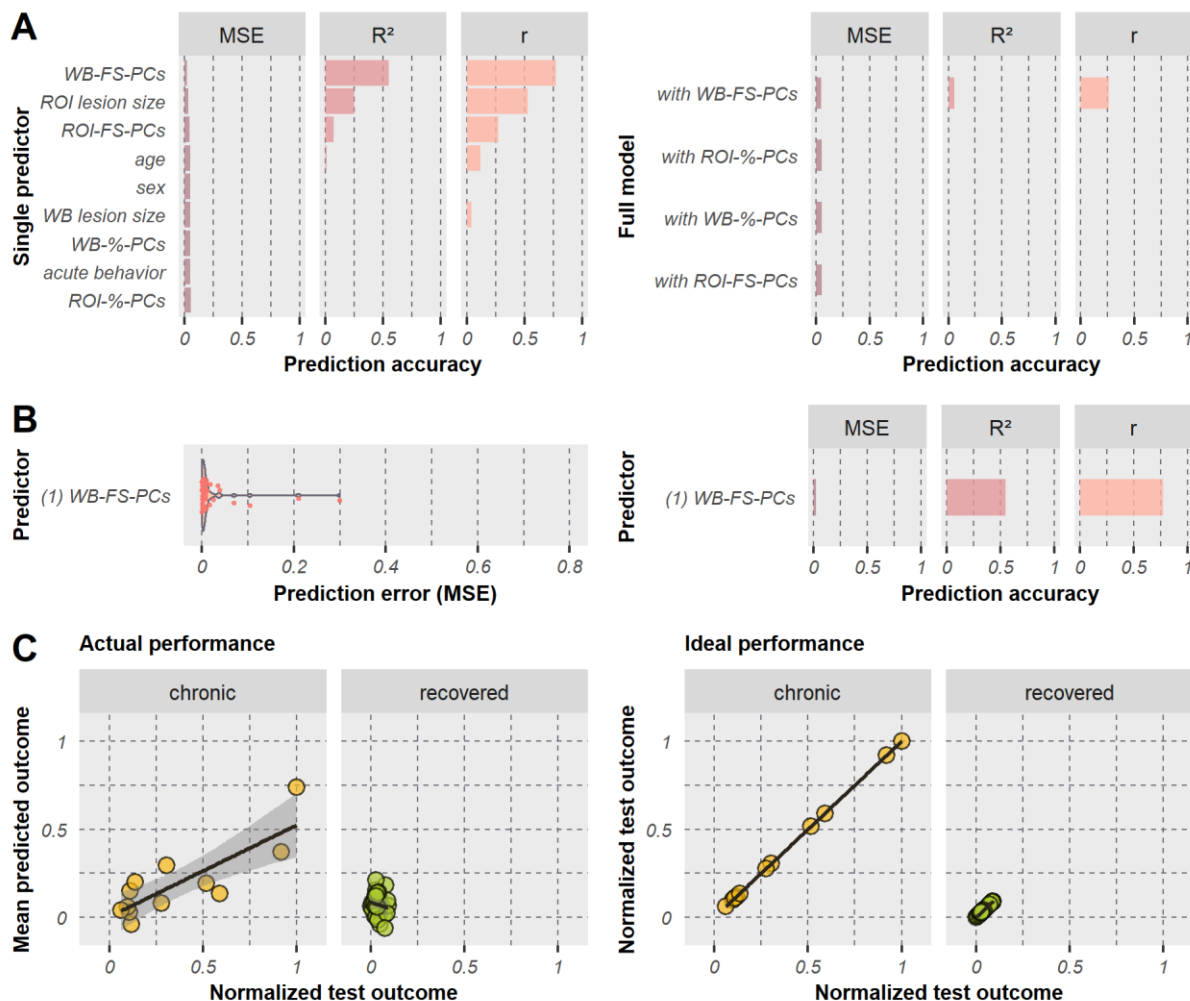 A
Single predictor
MSE R² r
WB-FS-PCs
ROI lesion size
ROI-FS-PCs
age
sex
WB lesion size
WB-%-PCs
acute behavior
ROI-%-PCs
0 0.5 1 0 0.5 1 0 0.5 1
Prediction accuracy
Full model
MSE R² r
with WB-FS-PCs
with ROI-%-PCs
with WB-%-PCs
with ROI-FS-PCs
0 0.5 1 0 0.5 1 0 0.5 1
Prediction accuracy
B
Predictor
(1) WB-FS-PCs
0 0.2 0.4 0.6 0.8
Prediction error (MSE)
Predictor
MSE R² r
(1) WB-FS-PCs
0 0.5 1 0 0.5 1 0 0.5 1
Prediction accuracy
C
Actual performance
chronic recovered
Mean predicted outcome
1
0.5
0
0 0.5 1 0 0.5 1
Normalized test outcome
Ideal performance
chronic recovered
Normalized test outcome
1
0.5
0
0 0.5 1 0 0.5 1
Normalized test outcome